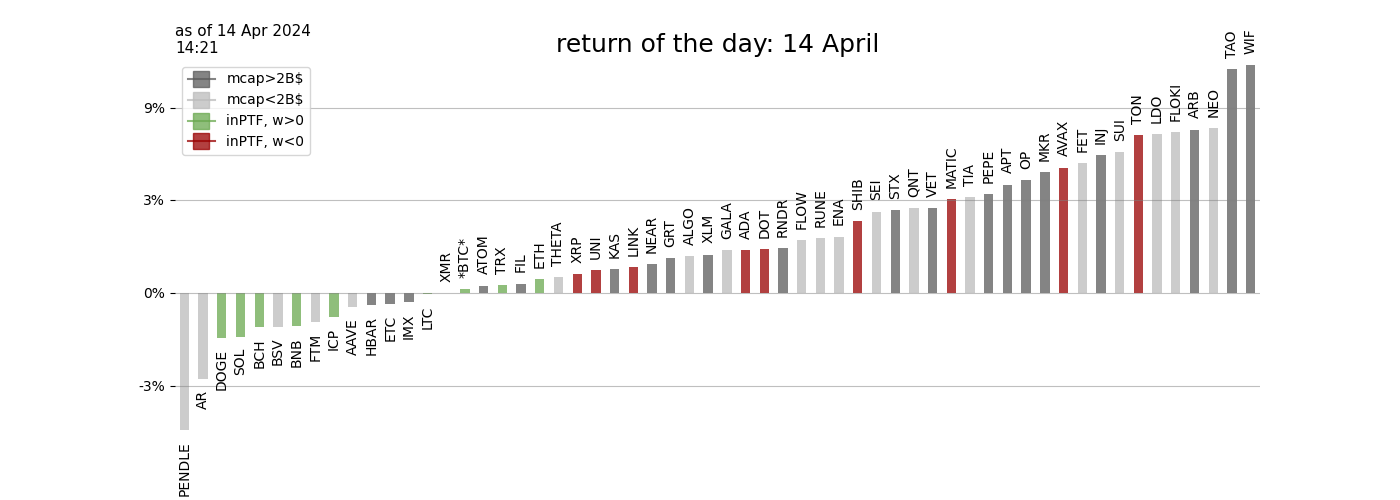 as of 14 Apr 2024
14:21
return of the day: 14 April
mcap>2B$
mcap<2B$
inPTF, w>0
inPTF, w<0
9%
3%
0%
-3%
PENDLE
AR
DOGE
SOL
BCH
BSV
BNB
FTM
ICP
AAVE
HBAR
ETC
IMX
LTC
XMR
*BTC*
ATOM
TRX
FIL
ETH
THETA
XRP
UNI
KAS
LINK
NEAR
GRT
ALGO
XLM
GALA
ADA
DOT
RNDR
FLOW
RUNE
ENA
SHIB
SEI
STX
QNT
VET
MATIC
TIA
PEPE
APT
OP
MKR
AVAX
FET
INJ
SUI
TON
LDO
FLOKI
ARB
NEO
TAO
WIF